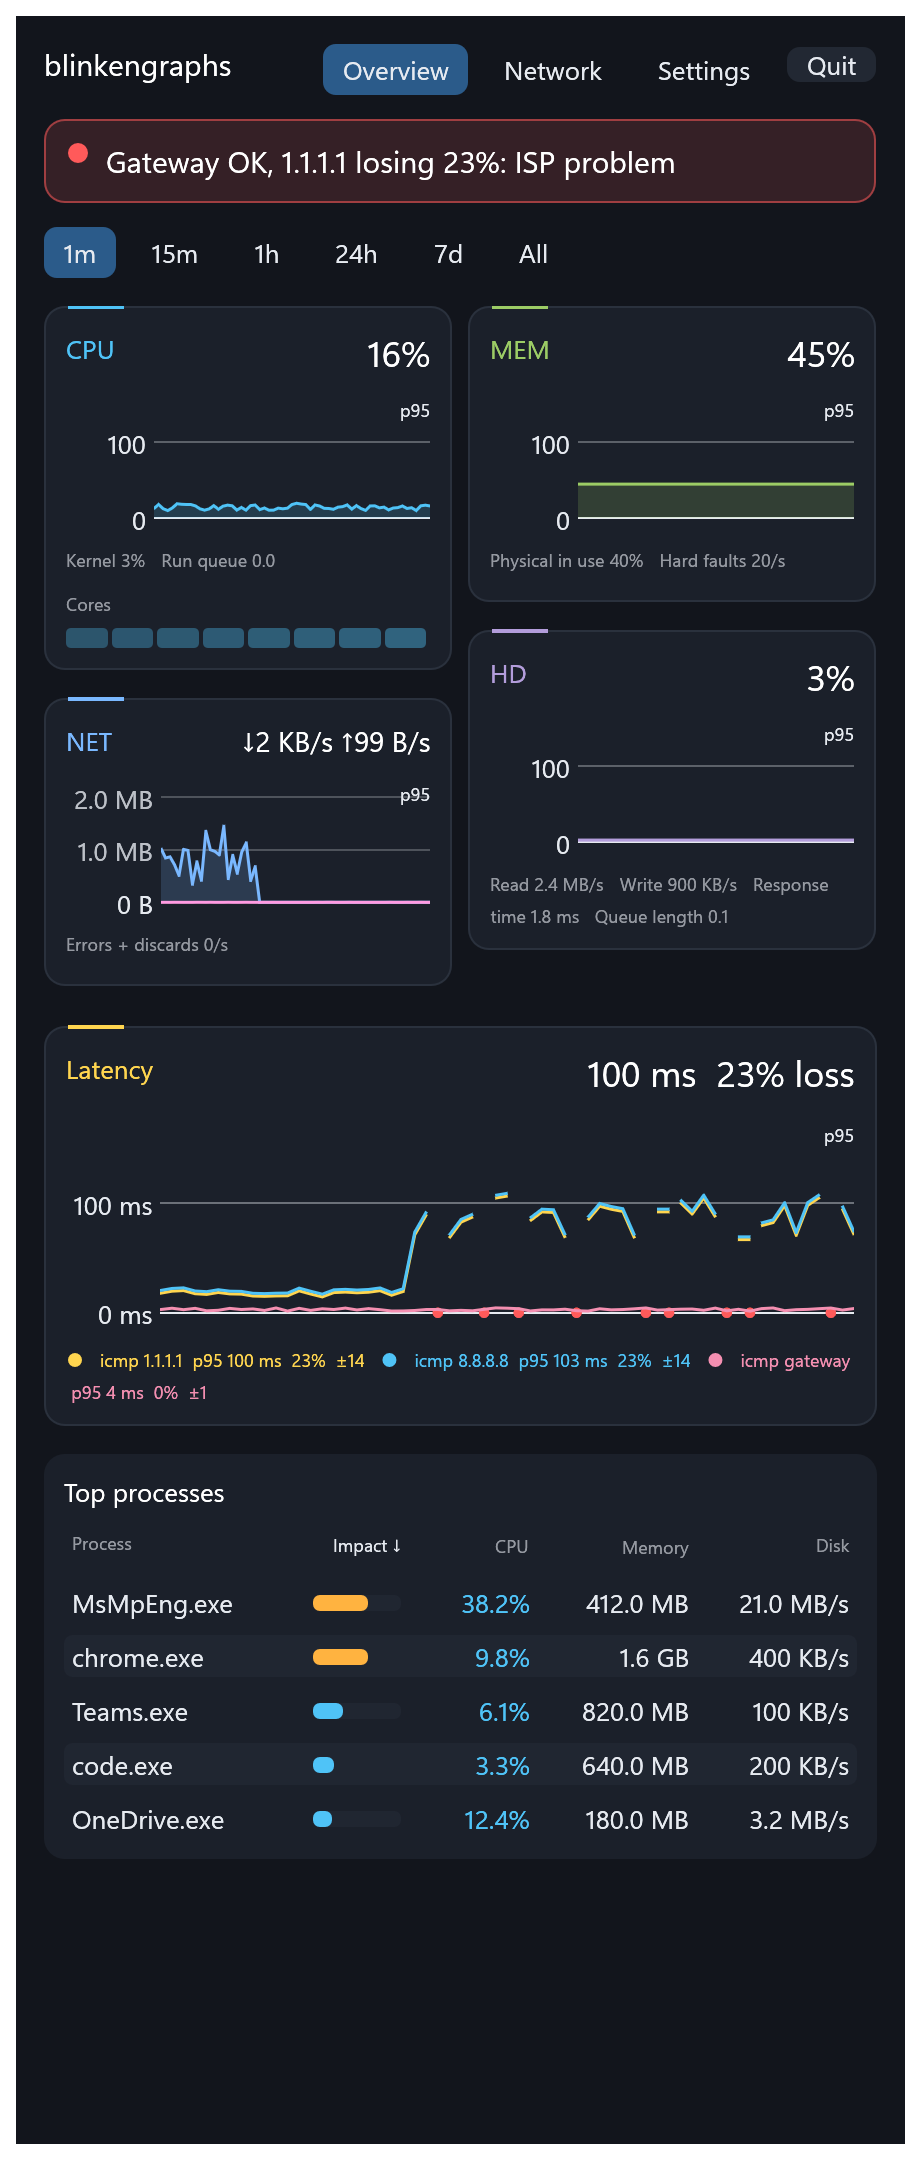 blinkengraphs
Overview Network Settings Quit
Gateway OK, 1.1.1.1 losing 23%: ISP problem
1m 15m 1h 24h 7d All
CPU 16%
p95
100
0
Kernel 3% Run queue 0.0
Cores
MEM 45%
p95
100
0
Physical in use 40% Hard faults 20/s
NET ↓2 KB/s ↑99 B/s
2.0 MB p95
1.0 MB
0 B
Errors + discards 0/s
HD 3%
p95
100
0
Read 2.4 MB/s Write 900 KB/s Response
time 1.8 ms Queue length 0.1
Latency 100 ms 23% loss
p95
100 ms
0 ms
icmp 1.1.1.1 p95 100 ms 23% ±14 icmp 8.8.8.8 p95 103 ms 23% ±14 icmp gateway
p95 4 ms 0% ±1
Top processes
Process Impact ↓ CPU Memory Disk
MsMpEng.exe 38.2% 412.0 MB 21.0 MB/s
chrome.exe 9.8% 1.6 GB 400 KB/s
Teams.exe 6.1% 820.0 MB 100 KB/s
code.exe 3.3% 640.0 MB 200 KB/s
OneDrive.exe 12.4% 180.0 MB 3.2 MB/s